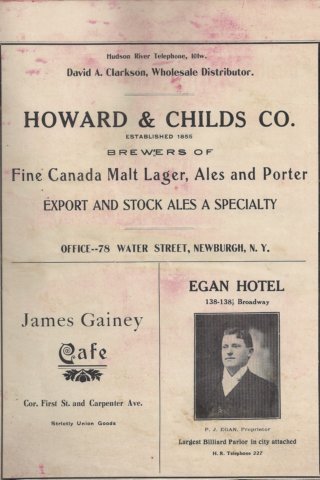 Hudson River Telephone, 101w.
David A. Clarkson, Wholesale Distributor.
HOWARD & CHILDS CO.
ESTABLISHED 1855
BREWERS OF
Fine Canada Malt Lager, Ales and Porter
EXPORT AND STOCK ALES A SPECIALTY
OFFICE--78 WATER STREET, NEWBURGH, N. Y.
James Gainey
Cafe
Cor. First St. and Carpenter Ave.
Strictly Union Goods
EGAN HOTEL
138-138½ Broadway
P. J. EGAN, Proprietor
Largest Billiard Parlor in city attached
H. R. Telephone 227